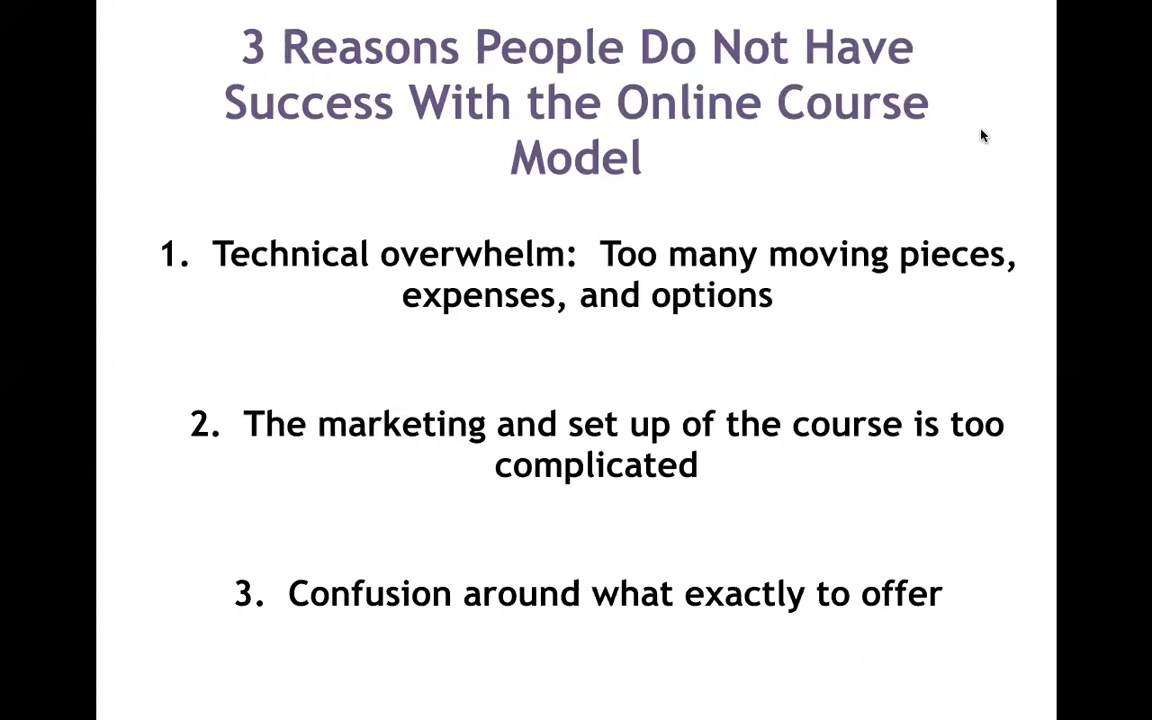 3 Reasons People Do Not Have
Success With the Online Course
Model
1. Technical overwhelm: Too many moving pieces,
expenses, and options
2. The marketing and set up of the course is too
complicated
3. Confusion around what exactly to offer